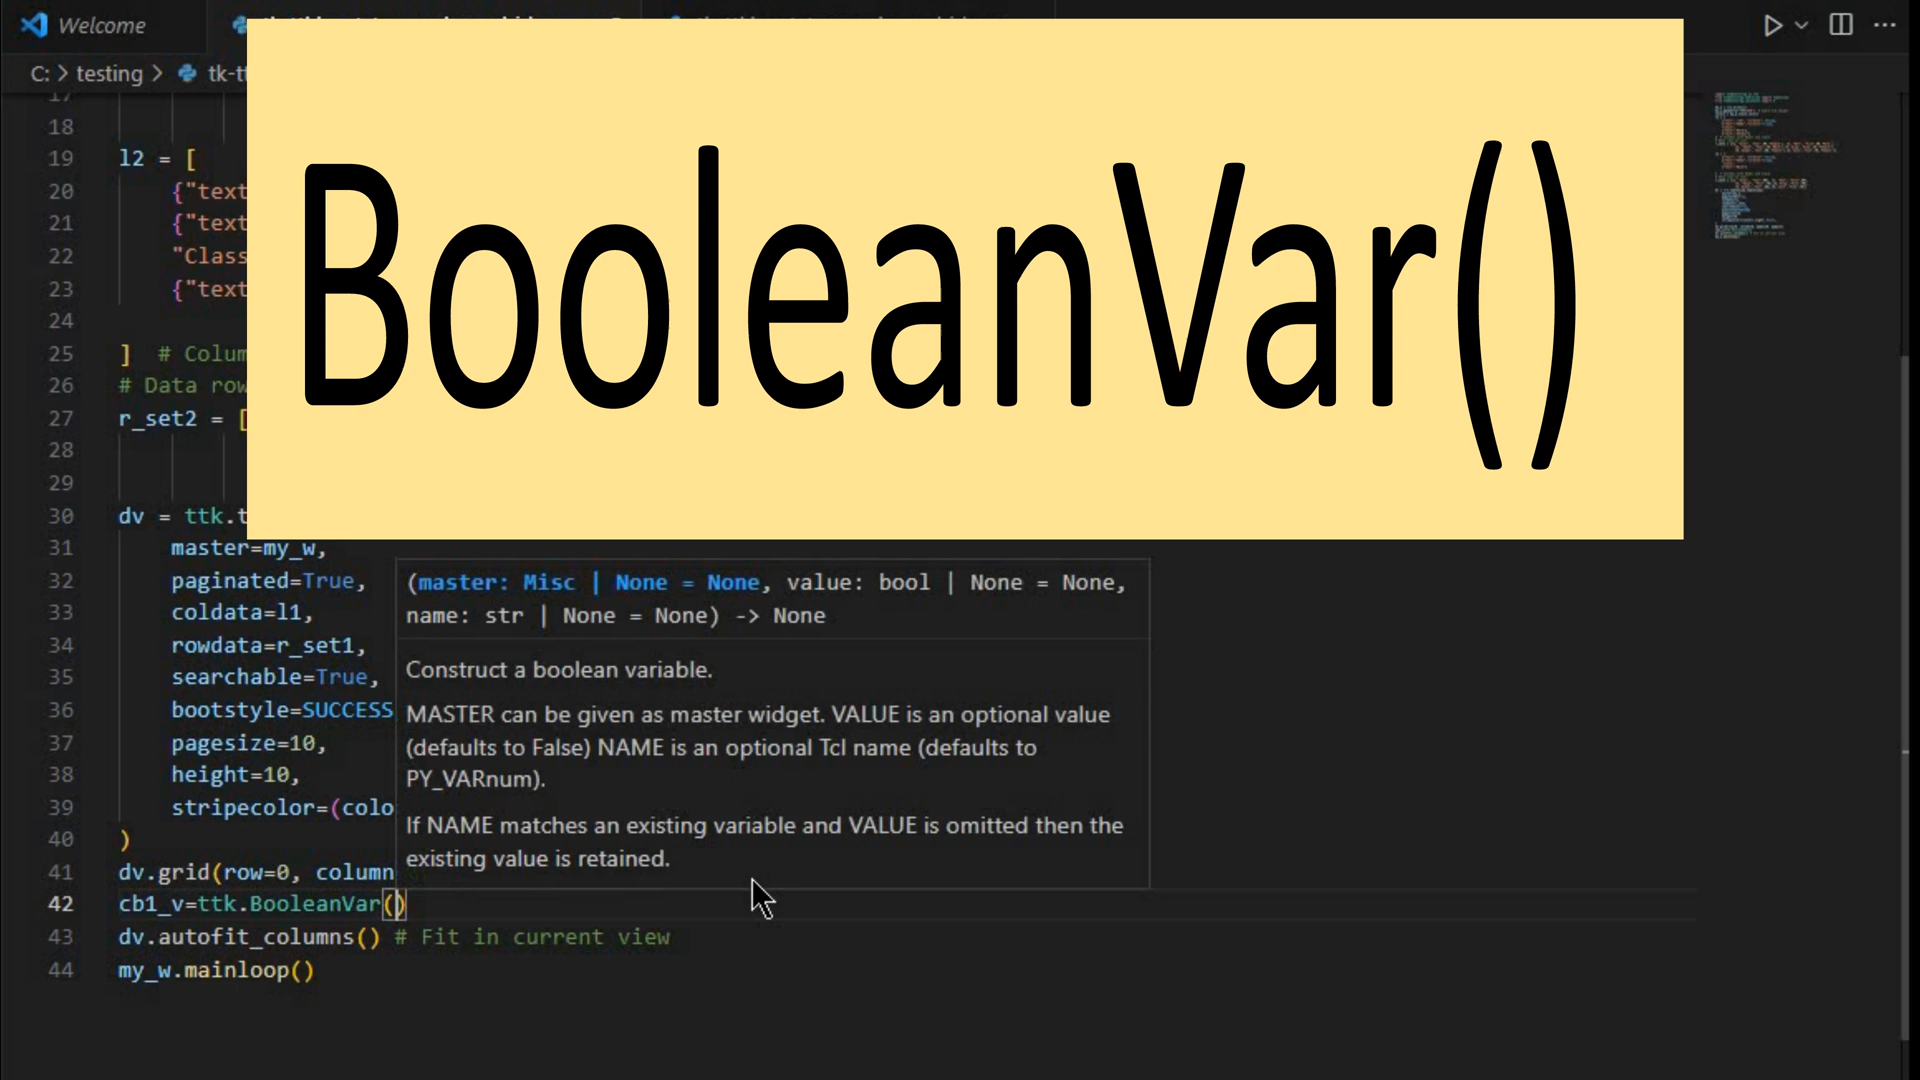 Welcome
C: > testing > tk-tt
BooleanVar()
17
18
19 l2 = [
20 {"text
21 {"text
22 "Class
23 {"text
24
25 ] # Colum
26 # Data row
27 r_set2 = [
28
29
30 dv = ttk.t
31 master=my_w,
32 paginated=True,
33 coldata=l1,
34 rowdata=r_set1,
35 searchable=True,
36 bootstyle=SUCCESS
37 pagesize=10,
38 height=10,
39 stripecolor=(colo
40 )
41 dv.grid(row=0, column
42 cb1_v=ttk.BooleanVar()
43 dv.autofit_columns() # Fit in current view
44 my_w.mainloop()
(master: Misc | None = None, value: bool | None = None,
name: str | None = None) -> None
Construct a boolean variable.
MASTER can be given as master widget. VALUE is an optional value
(defaults to False) NAME is an optional Tcl name (defaults to
PY_VARnum).
If NAME matches an existing variable and VALUE is omitted then the
existing value is retained.